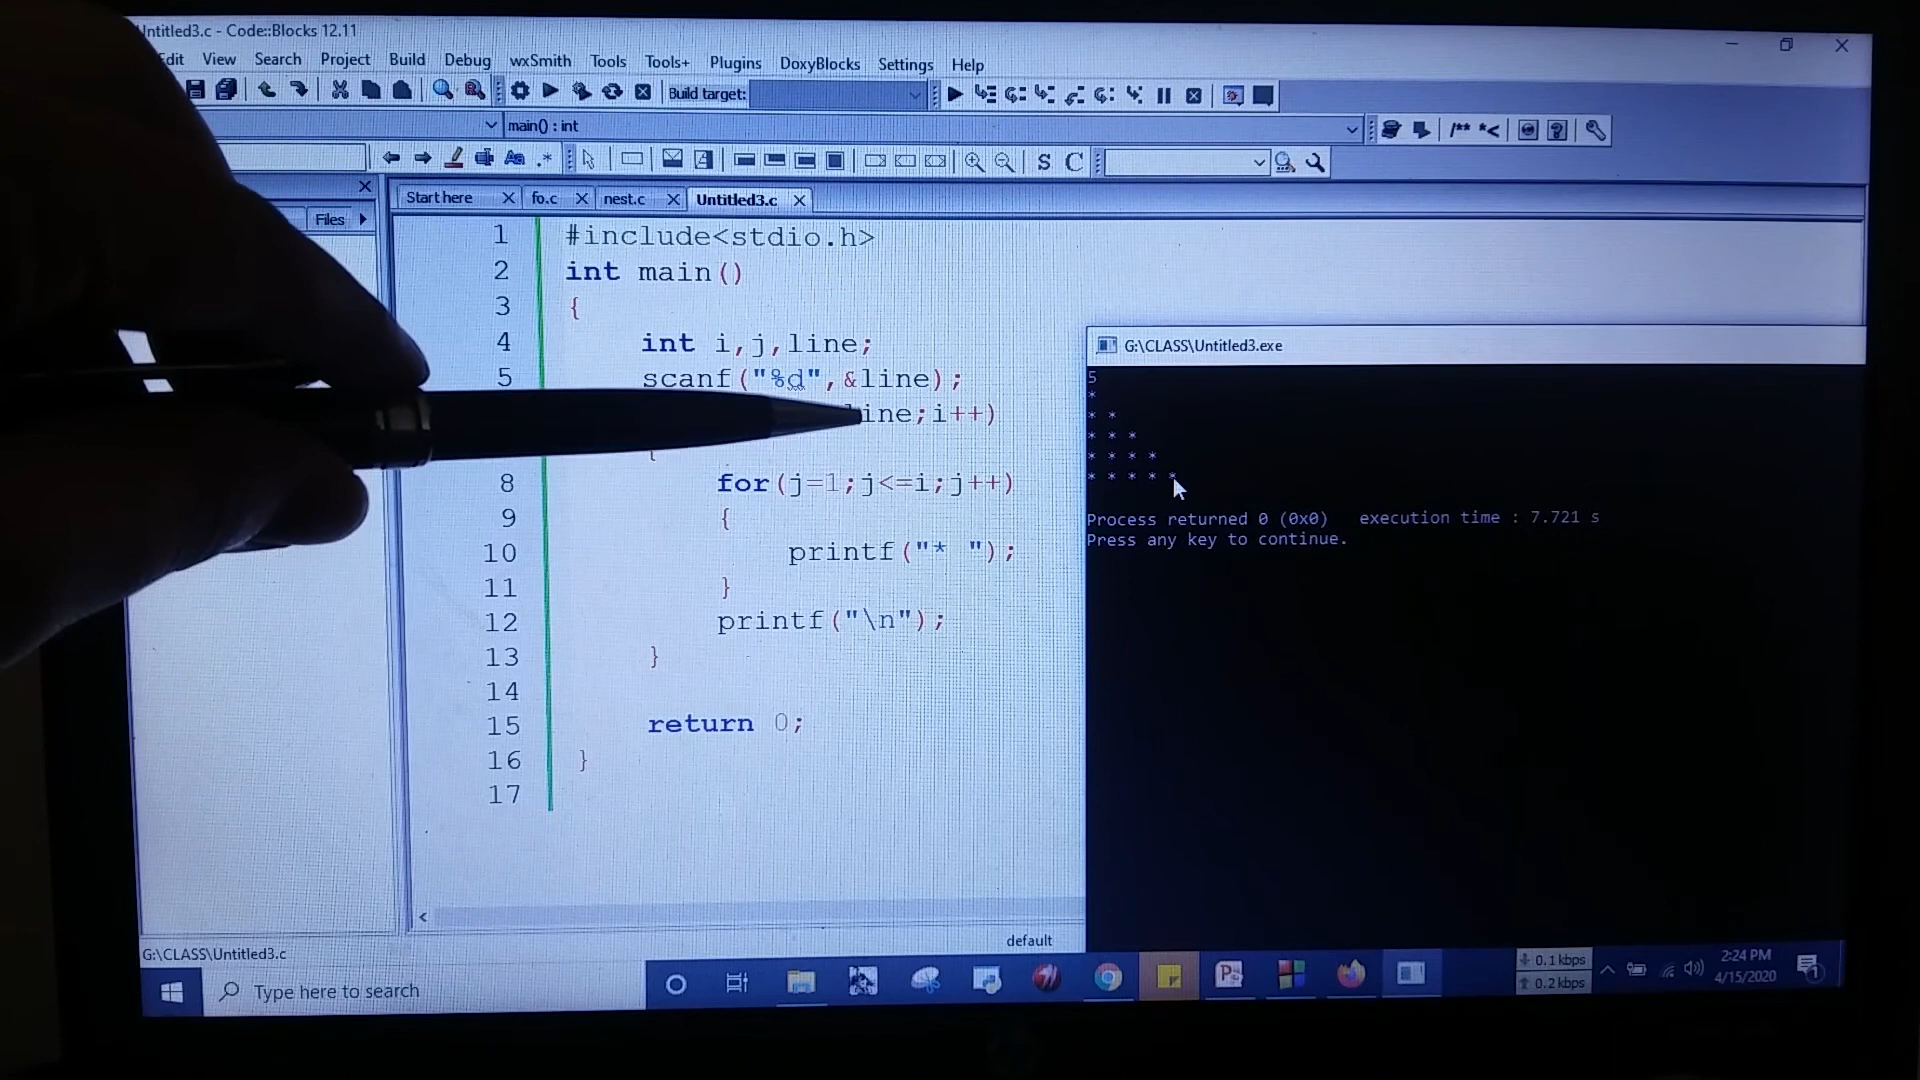 Untitled3.c - Code::Blocks 12.11
Edit View Search Project Build Debug wxSmith Tools Tools+ Plugins DoxyBlocks Settings Help
Build target:
main() : int
/** *<
S C
Start here fo.c nest.c Untitled3.c
Files
1 #include<stdio.h>
2 int main()
3 {
4 int i,j,line;
5 scanf("%d",&line);
line;i++)
{
8 for(j=1;j<=i;j++)
9 {
10 printf("* ");
11 }
12 printf("\n");
13 }
14
15 return 0;
16 }
17
G:\CLASS\Untitled3.exe
5
*
* *
* * *
* * * *
* * * * *
Process returned 0 (0x0) execution time : 7.721 s
Press any key to continue.
G:\CLASS\Untitled3.c
default
Type here to search
0.1 kbps
0.2 kbps
2:24 PM
4/15/2020
1